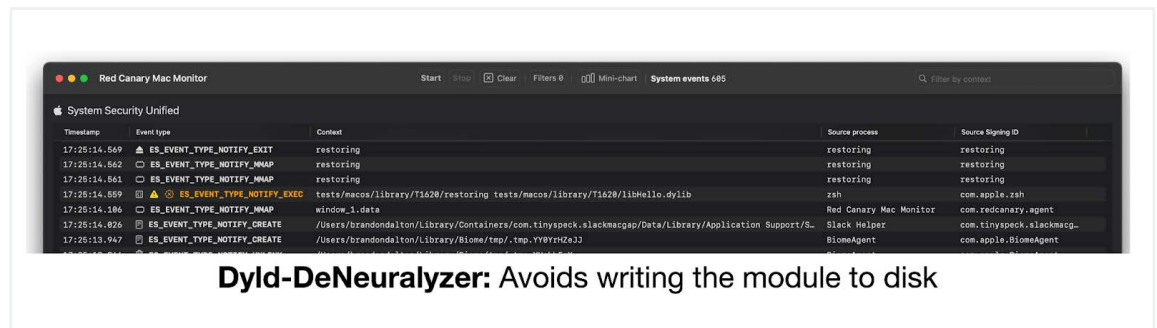 Red Canary Mac Monitor Start Stop Clear Filters 0 Mini-chart System events 605 Filter by context
System Security Unified
Timestamp Event type Context Source process Source Signing ID
17:25:14.569 ES_EVENT_TYPE_NOTIFY_EXIT restoring restoring restoring
17:25:14.562 ES_EVENT_TYPE_NOTIFY_MMAP restoring restoring restoring
17:25:14.561 ES_EVENT_TYPE_NOTIFY_MMAP restoring restoring restoring
17:25:14.559 ES_EVENT_TYPE_NOTIFY_EXEC tests/macos/library/T1620/restoring tests/macos/library/T1620/libHello.dylib zsh com.apple.zsh
17:25:14.106 ES_EVENT_TYPE_NOTIFY_MMAP window_1.data Red Canary Mac Monitor com.redcanary.agent
17:25:14.026 ES_EVENT_TYPE_NOTIFY_CREATE /Users/brandondalton/Library/Containers/com.tinyspeck.slackmacgap/Data/Library/Application Support/S… Slack Helper com.tinyspeck.slackmacg…
17:25:13.947 ES_EVENT_TYPE_NOTIFY_CREATE /Users/brandondalton/Library/Biome/tmp/.tmp.YY0YrHZeJJ BiomeAgent com.apple.BiomeAgent
Dyld-DeNeuralyzer: Avoids writing the module to disk